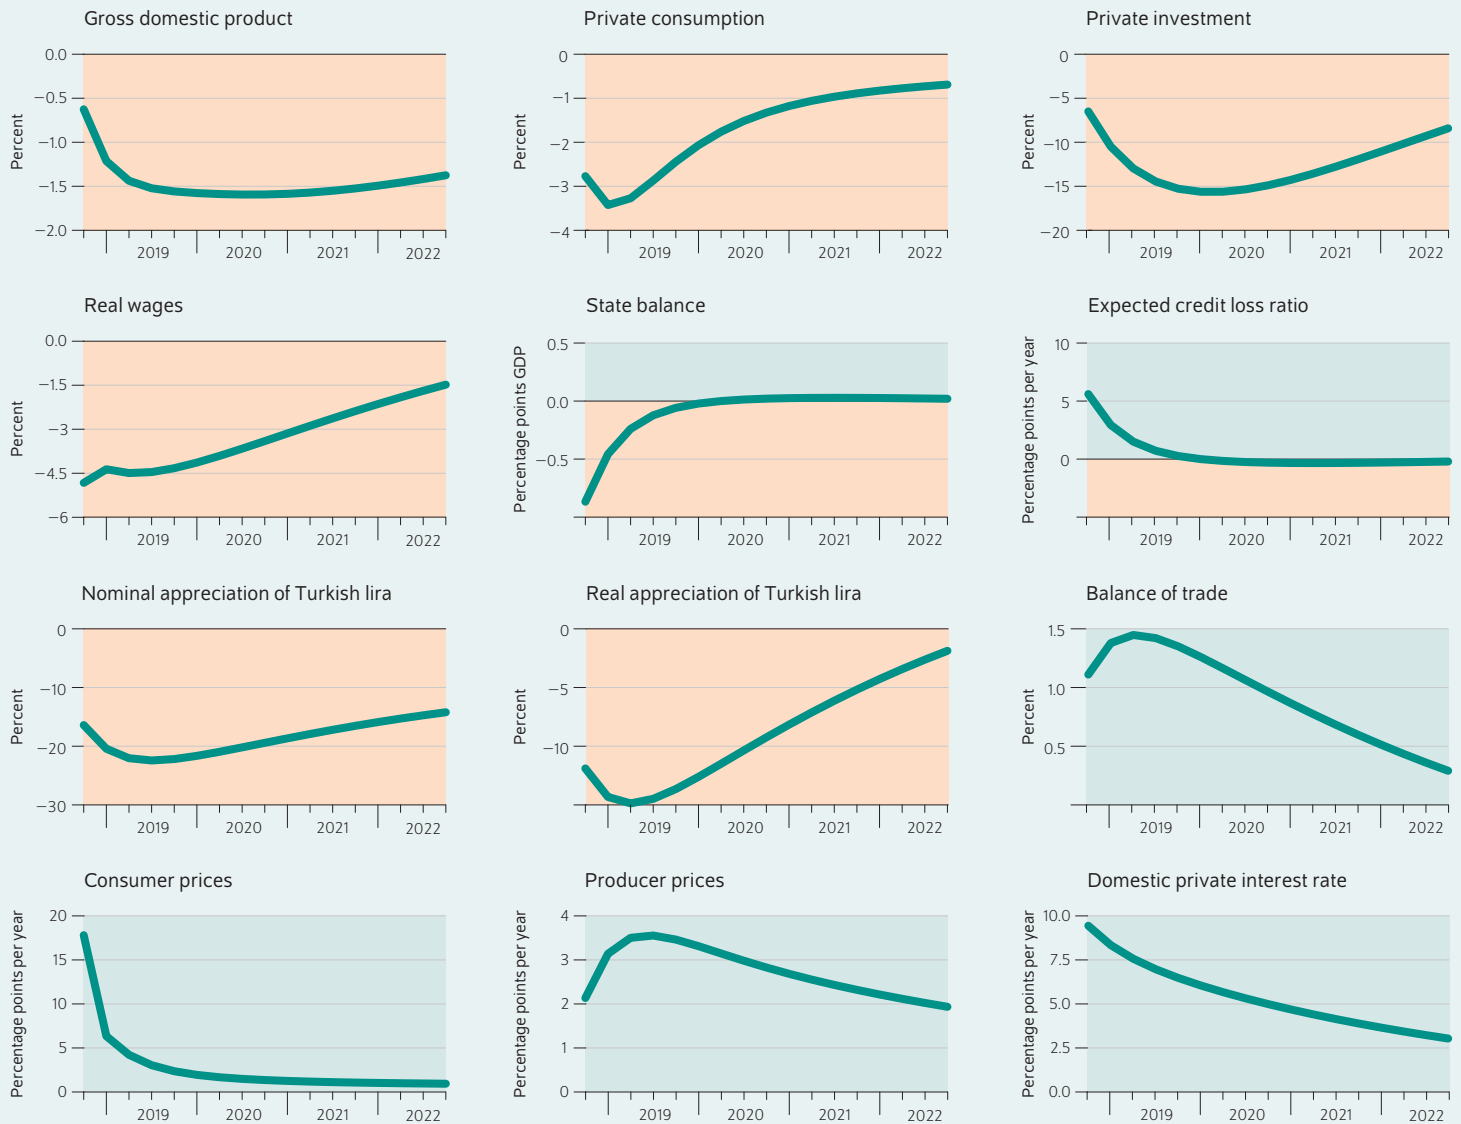 Gross domestic product
Percent
0.0
−0.5
−1.0
−1.5
−2.0
2019 2020 2021 2022
Private consumption
Percent
0
−1
−2
−3
−4
2019 2020 2021 2022
Private investment
Percent
0
−5
−10
−15
−20
2019 2020 2021 2022
Real wages
Percent
0.0
−1.5
−3
−4.5
−6
2019 2020 2021 2022
State balance
Percentage points GDP
0.5
0.0
−0.5
2019 2020 2021 2022
Expected credit loss ratio
Percentage points per year
10
5
0
2019 2020 2021 2022
Nominal appreciation of Turkish lira
Percent
0
−10
−20
−30
2019 2020 2021 2022
Real appreciation of Turkish lira
Percent
0
−5
−10
2019 2020 2021 2022
Balance of trade
Percent
1.5
1.0
0.5
2019 2020 2021 2022
Consumer prices
Percentage points per year
20
15
10
5
0
2019 2020 2021 2022
Producer prices
Percentage points per year
4
3
2
1
0
2019 2020 2021 2022
Domestic private interest rate
Percentage points per year
10.0
7.5
5.0
2.5
0.0
2019 2020 2021 2022